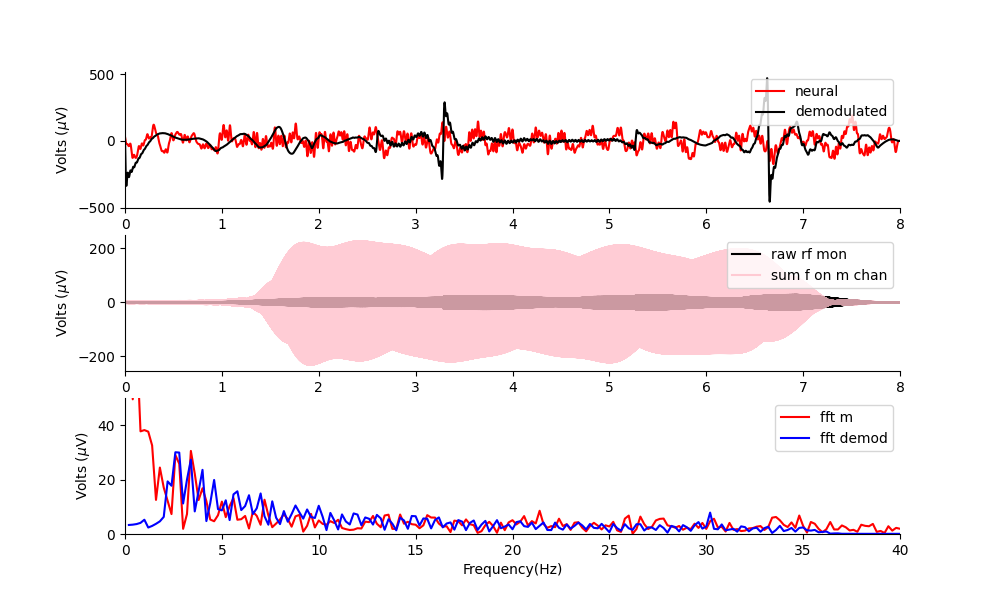 500
0
−500
Volts (μV)
neural
demodulated
0 1 2 3 4 5 6 7 8
200
0
−200
Volts (μV)
raw rf mon
sum f on m chan
0 1 2 3 4 5 6 7 8
40
20
0
Volts (μV)
fft m
fft demod
0 5 10 15 20 25 30 35 40
Frequency(Hz)